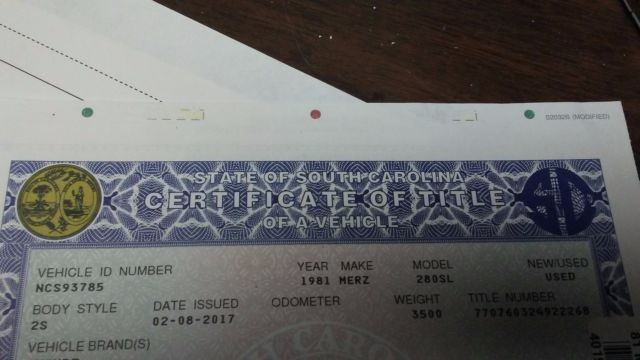 020326 (MODIFIED)
STATE OF SOUTH CAROLINA
CERTIFICATE OF TITLE
OF A VEHICLE
VEHICLE ID NUMBER YEAR MAKE MODEL NEW/USED
NCS93785 1981 MERZ 280SL USED
BODY STYLE DATE ISSUED ODOMETER WEIGHT TITLE NUMBER
2S 02-08-2017 3500 770760324922268
VEHICLE BRAND(S)